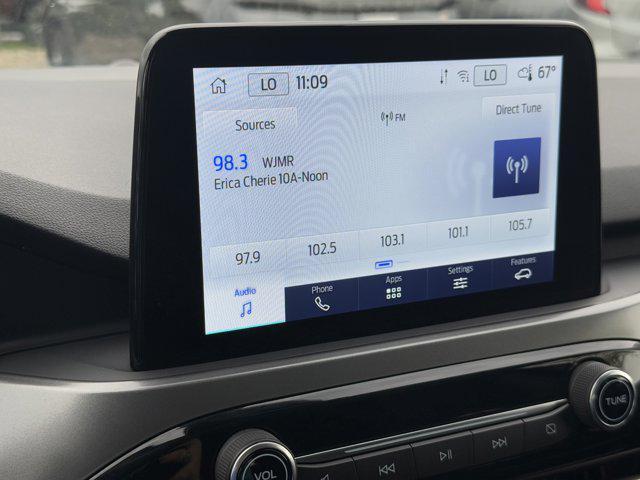 LO 11:09 LO 67°
Sources FM Direct Tune
98.3 WJMR
Erica Cherie 10A-Noon
97.9 102.5 103.1 101.1 105.7
Audio Phone Apps Settings Features
VOL TUNE